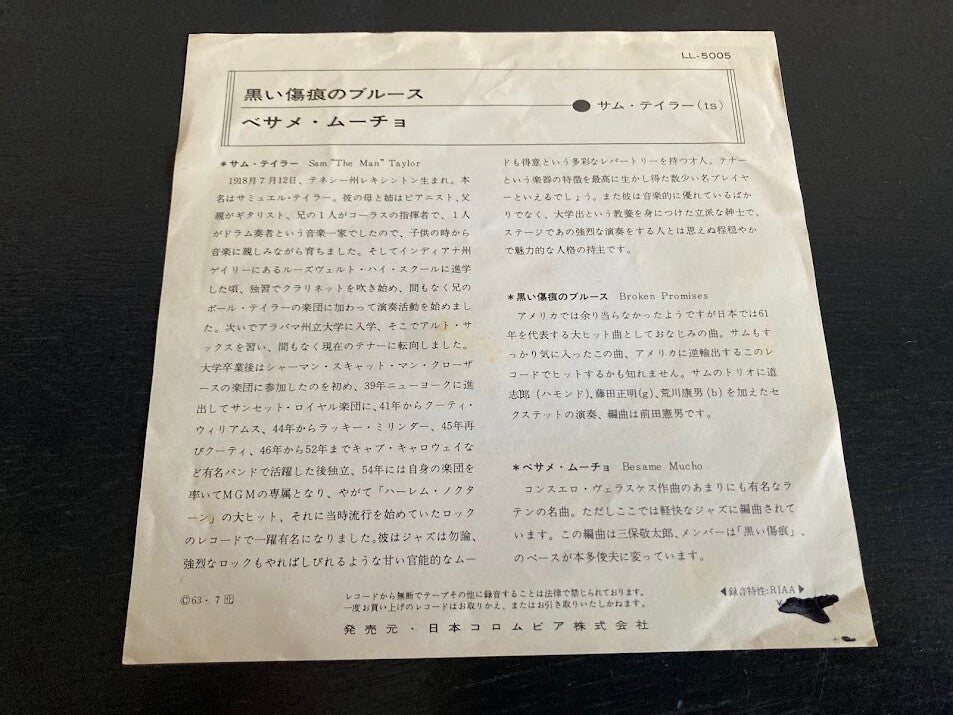 LL-5005
黒い傷痕のブルース
サム・テイラー(ts)
ベサメ・ムーチョ
*サム・テイラー Sam "The Man" Taylor
1918月7月12日、テネシー州レキシントン生まれ。本
名はサミュエル・テイラー。彼の母と姉はピアニスト、父
親がギタリスト、兄の1人がコーラスの指揮者で、1人
がドラム奏者という音楽一家でしたので、子供の時から
音楽に親しみながら育ちました。そしてインディアナ州
ゲイリーにあるルーズヴェルト・ハイ・スクールに進学
した頃、独習でクラリネットを吹き始め、間もなく兄の
ポール・テイラーの楽団に加わって演奏活動を始めまし
た。次いでアラバマ州立大学に入学、そこでアルト・サ
ックスを習い、間もなく現在のテナーに転向しました。
大学卒業後はシャーマン・スキャット・マン・クローザ
ースの楽団に参加したのを初め、39年ニューヨークに進
出してサンセット・ロイヤル楽団に、41年からクーティ・
ウィリアムス、44年からラッキー・ミリンダー、45年再
びクーティ、46年から52年までキャブ・キャロウェイな
ど有名バンドで活躍した後独立、54年には自身の楽団を
率いてMGMの専属となり、やがて「ハーレム・ノクタ
ーン」の大ヒット、それに当時流行を始めていたロック
のレコードで一躍有名になりました。彼はジャズは勿論、
強烈なロックもやればしびれるような甘い官能的なムー
ドも得意という多彩なレパートリーを持つ才人。テナー
という楽器の特徴を最高に生かし得た数少い名プレイヤ
ーといえるでしょう。また彼は音楽的に優れているばか
りでなく、大学出という教養を身につけた立派な紳士で、
ステージであの強烈な演奏をする人とは思えぬ程穏やか
で魅力的な人格の持主です。
*黒い傷痕のブルース Broken Promises
アメリカでは余り当らなかったようですが日本では61
年を代表する大ヒット曲としておなじみの曲。サムもす
っかり気に入ったこの曲、アメリカに逆輸出するこのレ
コードでヒットするかも知れません。サムのトリオに道
志郎(ハモンド)、藤田正明(g)、荒川康男(b)を加えたセ
クステットの演奏、編曲は前田憲男です。
*ベサメ・ムーチョ Besame Mucho
コンスエロ・ヴェラスケス作曲のあまりにも有名なラ
テンの名曲。ただしここでは軽快なジャズに編曲されて
います。この編曲は三保敬太郎、メンバーは「黒い傷痕」、
のベースが本多俊夫に変っています。
Ⓒ63・7
レコードから無断でテープその他に録音することは法律で禁じられております。
一度お買い上げのレコードはお取りかえ、またはお引き取りいたしかねます。
◀録音特性:RIAA▶
¥
発売元・日本コロムビア株式会社